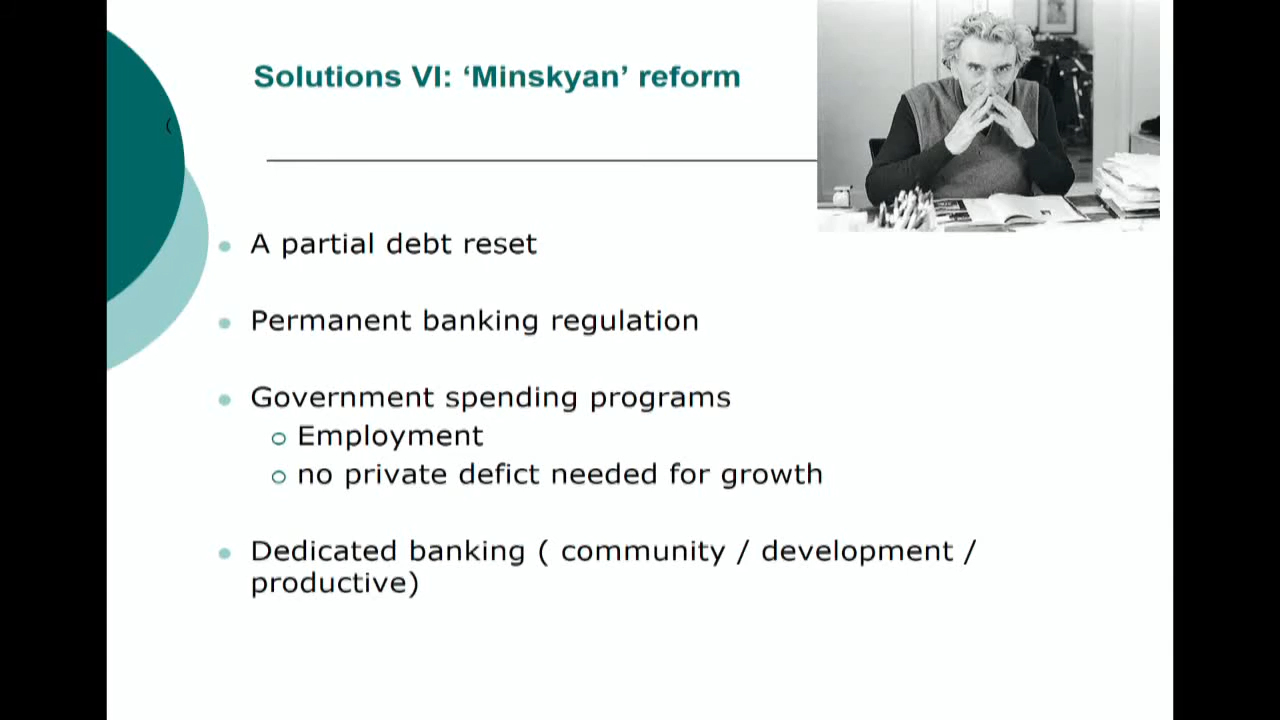 Solutions VI: ‘Minskyan’ reform
A partial debt reset
Permanent banking regulation
Government spending programs
Employment
no private defict needed for growth
Dedicated banking ( community / development /
productive)